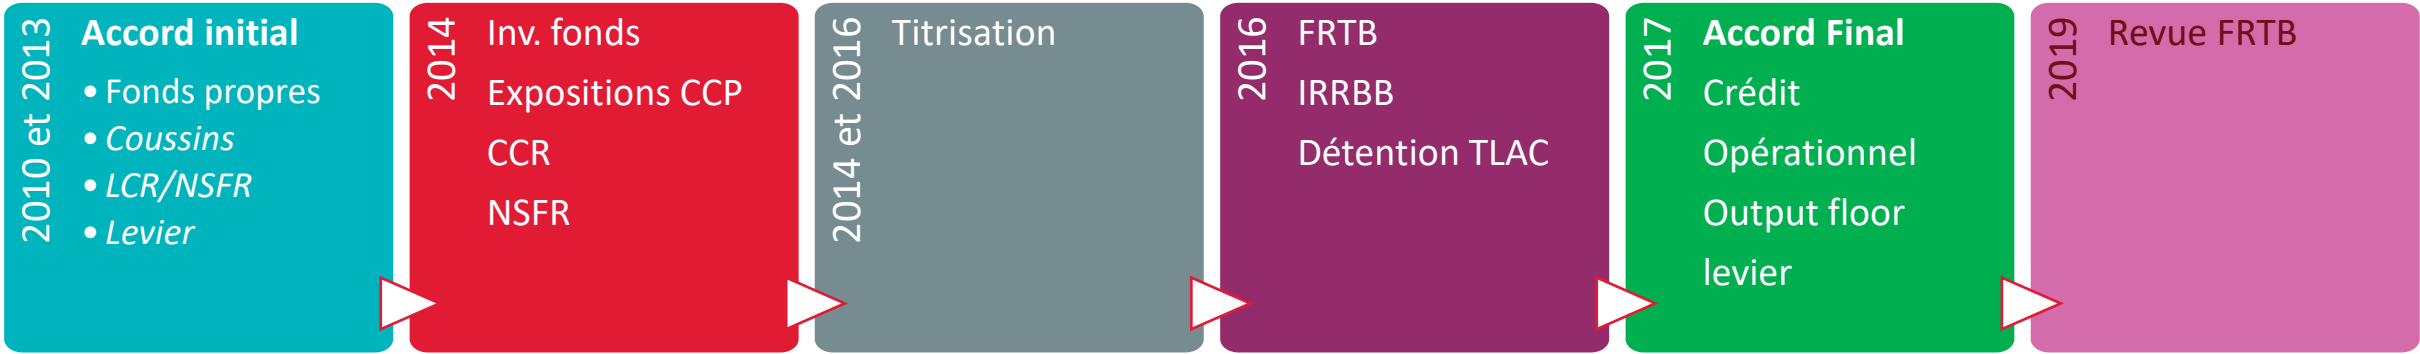 2010 et 2013
Accord initial
• Fonds propres
• Coussins
• LCR/NSFR
• Levier
2014
Inv. fonds
Expositions CCP
CCR
NSFR
2014 et 2016
Titrisation
2016
FRTB
IRRBB
Détention TLAC
2017
Accord Final
Crédit
Opérationnel
Output floor
levier
2019
Revue FRTB